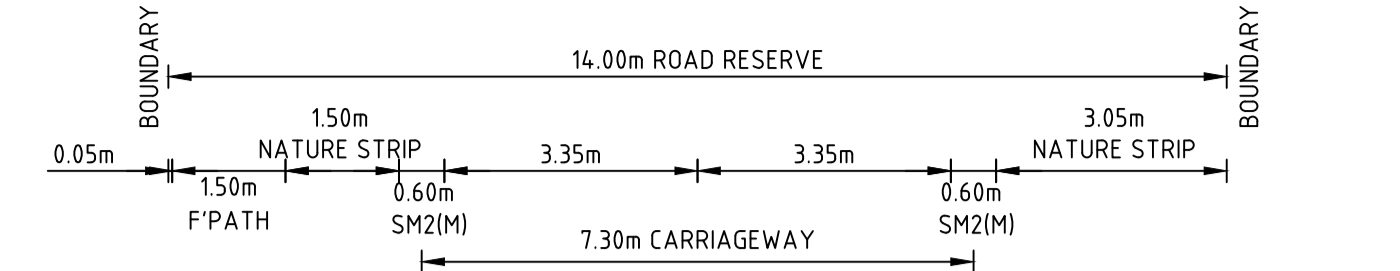 BOUNDARY
14.00m ROAD RESERVE
BOUNDARY
0.05m
1.50m
NATURE STRIP
3.35m
3.35m
3.05m
NATURE STRIP
1.50m
F'PATH
0.60m
SM2(M)
0.60m
SM2(M)
7.30m CARRIAGEWAY